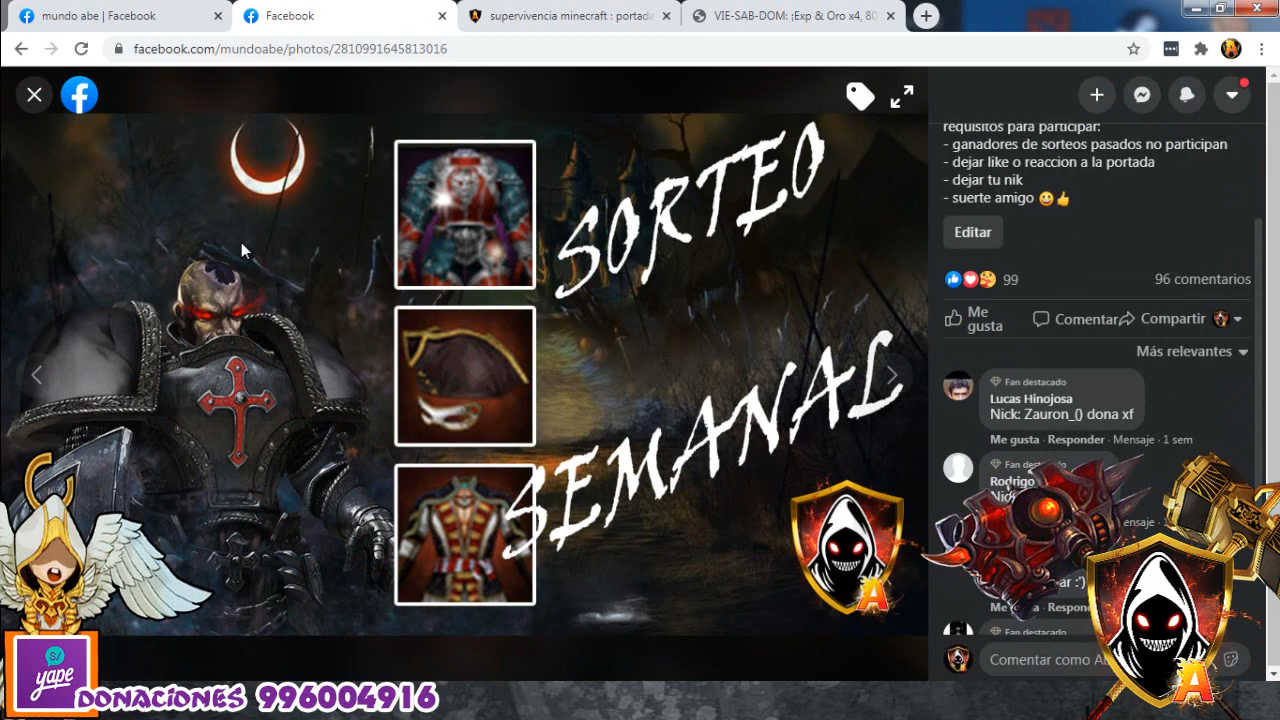 mundo abe | Facebook
Facebook
supervivencia minecraft : portada
VIE-SAB-DOM: ¡Exp & Oro x4, 80
facebook.com/mundoabe/photos/2810991645813016
requisitos para participar:
- ganadores de sorteos pasados no participan
- dejar like o reaccion a la portada
- dejar tu nik
- suerte amigo 😀👍
Editar
99
96 comentarios
Me gusta
Comentar
Compartir
Más relevantes
Fan destacado
Lucas Hinojosa
Nick: Zauron_() dona xf
Me gusta · Responder · Mensaje · 1 sem
Rodrigo
-ar :')
Fan destacado
Comentar como
SORTEO
SEMANAL
A
A
S/
yape
DONACIONES 996004916